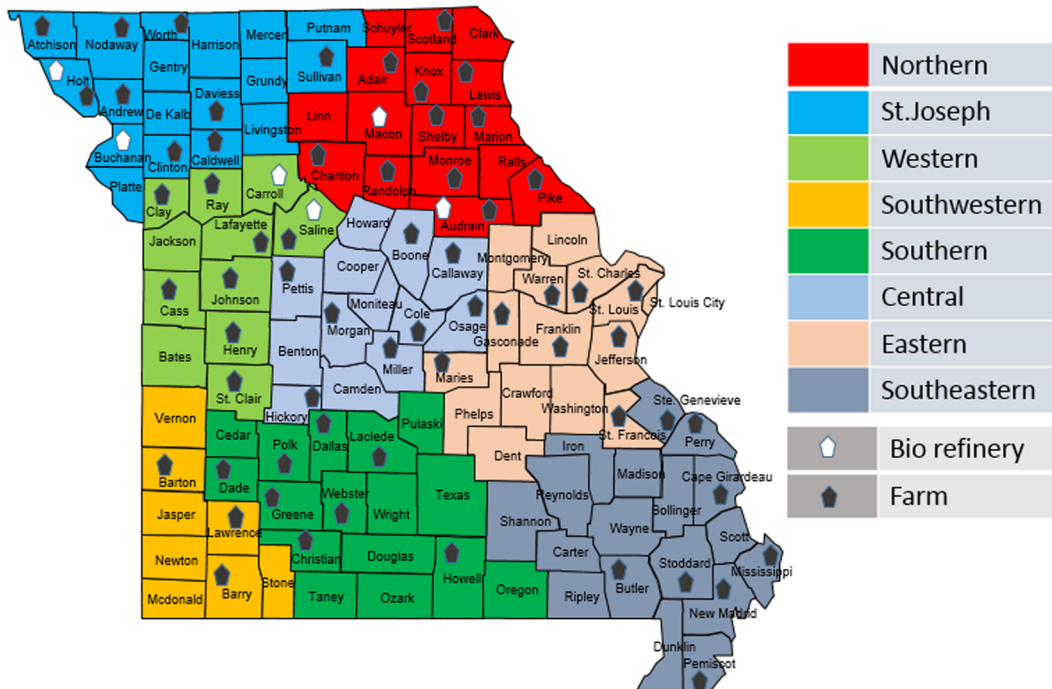 Atchison
Nodaway
Worth
Harrison
Mercer
Putnam
Schuyler
Scotland
Clark
Holt
Gentry
Grundy
Sullivan
Adair
Knox
Lewis
Andrew
De Kalb
Daviess
Livingston
Linn
Macon
Shelby
Marion
Buchanan
Clinton
Caldwell
Chariton
Randolph
Monroe
Ralls
Platte
Clay
Ray
Carroll
Pike
Jackson
Lafayette
Saline
Howard
Boone
Audrain
Callaway
Montgomery
Lincoln
Cass
Johnson
Pettis
Cooper
Moniteau
Cole
Osage
Warren
St. Charles
St. Louis
St. Louis City
Gasconade
Franklin
Jefferson
Bates
Henry
Benton
Morgan
Miller
Maries
St. Clair
Hickory
Camden
Crawford
Washington
Phelps
Pulaski
Vernon
Cedar
Polk
Dallas
Laclede
Dent
Iron
St. Francois
Ste. Genevieve
Perry
Barton
Dade
Greene
Webster
Wright
Texas
Reynolds
Madison
Cape Girardeau
Bollinger
Jasper
Lawrence
Christian
Douglas
Shannon
Wayne
Scott
Newton
Stone
Howell
Carter
Stoddard
Mississippi
Mcdonald
Barry
Taney
Ozark
Oregon
Ripley
Butler
New Madrid
Dunklin
Pemiscot
Northern
St.Joseph
Western
Southwestern
Southern
Central
Eastern
Southeastern
Bio refinery
Farm